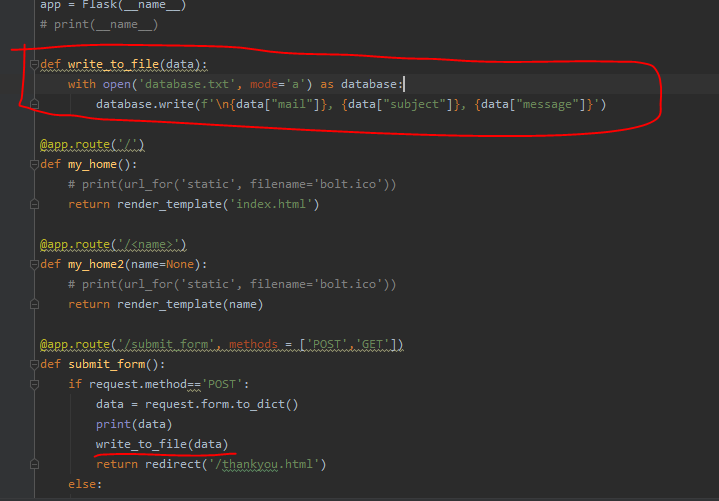 app = Flask(__name__)
# print(__name__)
def write_to_file(data):
    with open('database.txt', mode='a') as database:
        database.write(f'\n{data["mail"]}, {data["subject"]}, {data["message"]}')
@app.route('/')
def my_home():
    # print(url_for('static', filename='bolt.ico'))
    return render_template('index.html')
@app.route('/<name>')
def my_home2(name=None):
    # print(url_for('static', filename='bolt.ico'))
    return render_template(name)
@app.route('/submit_form', methods = ['POST','GET'])
def submit_form():
    if request.method=='POST':
        data = request.form.to_dict()
        print(data)
        write_to_file(data)
        return redirect('/thankyou.html')
    else: